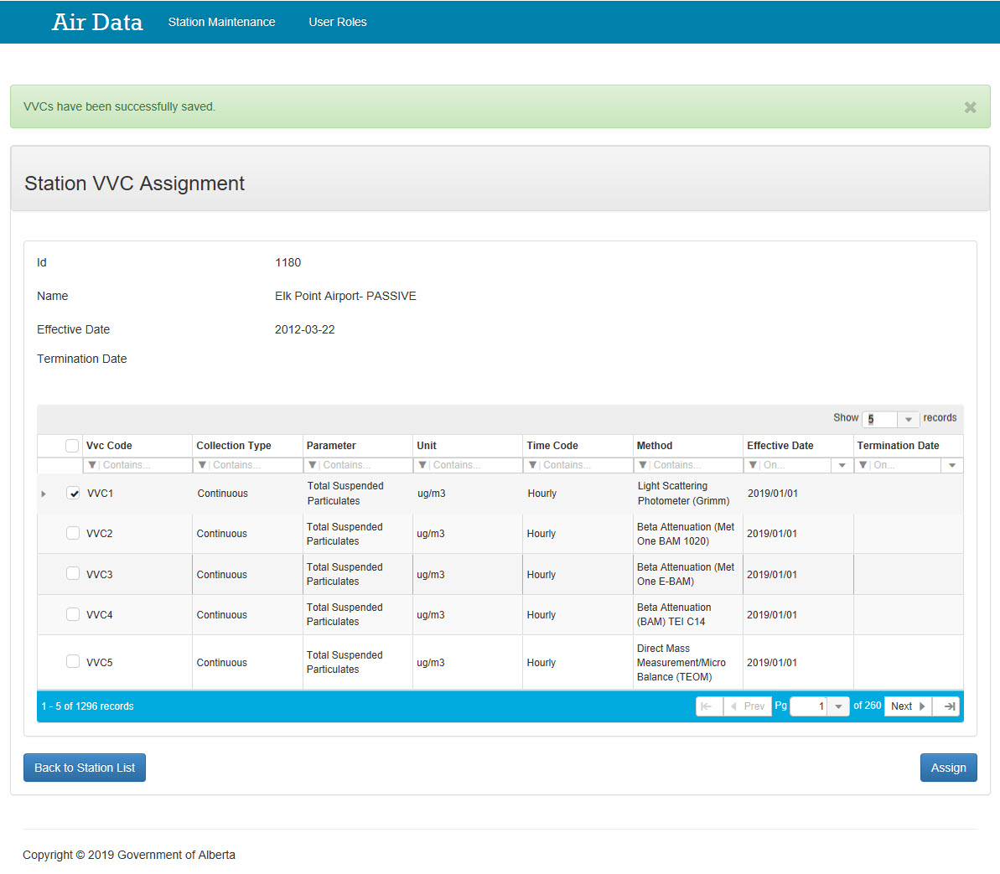 Air Data Station Maintenance User Roles
VVCs have been successfully saved.
Station VVC Assignment
Id 1180
Name Elk Point Airport- PASSIVE
Effective Date 2012-03-22
Termination Date
Show 5 records
Vvc Code Collection Type Parameter Unit Time Code Method Effective Date Termination Date
Contains... Contains... Contains... Contains... Contains... Contains... On... On...
VVC1 Continuous Total Suspended Particulates ug/m3 Hourly Light Scattering Photometer (Grimm) 2019/01/01
VVC2 Continuous Total Suspended Particulates ug/m3 Hourly Beta Attenuation (Met One BAM 1020) 2019/01/01
VVC3 Continuous Total Suspended Particulates ug/m3 Hourly Beta Attenuation (Met One E-BAM) 2019/01/01
VVC4 Continuous Total Suspended Particulates ug/m3 Hourly Beta Attenuation (BAM) TEI C14 2019/01/01
VVC5 Continuous Total Suspended Particulates ug/m3 Hourly Direct Mass Measurement/Micro Balance (TEOM) 2019/01/01
1 - 5 of 1296 records Prev Pg 1 of 260 Next
Back to Station List Assign
Copyright © 2019 Government of Alberta